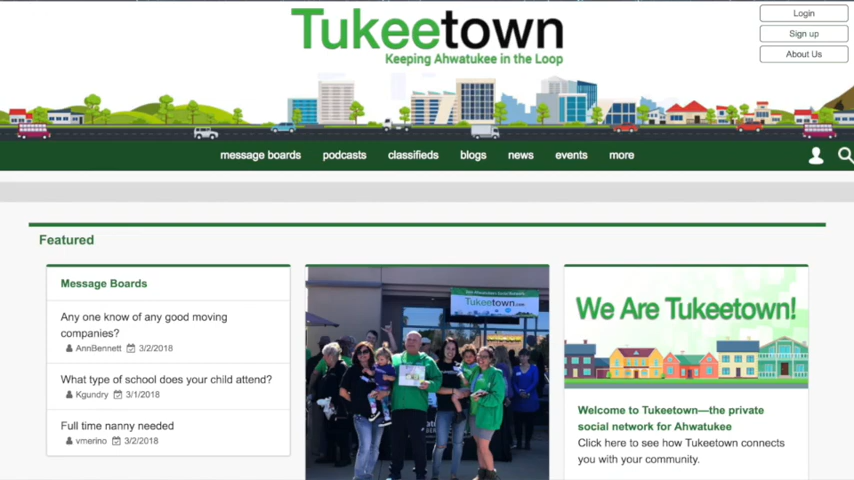 Tukeetown
Keeping Ahwatukee in the Loop
Login
Sign up
About Us
message boards
podcasts
classifieds
blogs
news
events
more
Featured
Message Boards
Any one know of any good moving
companies?
AnnBennett 3/2/2018
What type of school does your child attend?
Kgundry 3/1/2018
Full time nanny needed
vmerino 3/2/2018
Tukeetown.com
We Are Tukeetown!
Welcome to Tukeetown—the private
social network for Ahwatukee
Click here to see how Tukeetown connects
you with your community.